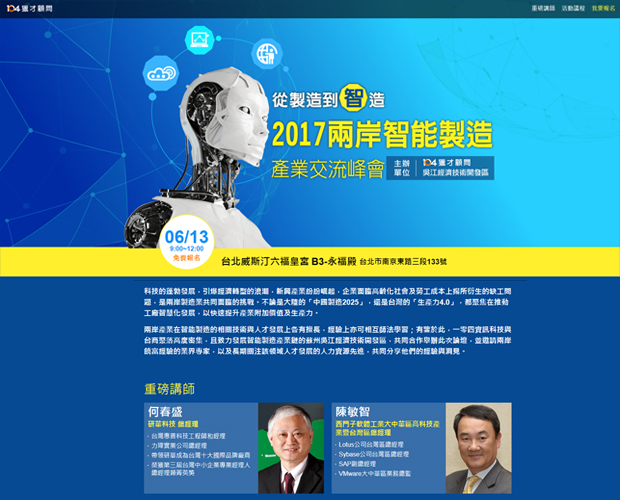 104獵才顧問
重磅講師 活動議程 我要報名
從製造到智造
2017兩岸智能製造
產業交流峰會
主辦單位
104獵才顧問
吳江經濟技術開發區
06/13
9:00~12:00
免費報名
台北威斯汀六福皇宮 B3-永福殿 台北市南京東路三段133號
科技的蓬勃發展，引爆經濟轉型的浪潮，新興產業紛紛崛起，企業面臨高齡化社會及勞工成本上揚所衍生的缺工問
題，是兩岸製造業共同面臨的挑戰。不論是大陸的「中國製造2025」，還是台灣的「生產力4.0」，都聚焦在推動
工廠智慧化發展，以快速提升產業附加價值及生產力。
兩岸產業在智能製造的相關技術與人才發展上各有擅長，經驗上亦可相互師法學習；有鑒於此，一零四資訊科技與
台商聚落高度密集，且致力發展智能製造產業鏈的蘇州吳江經濟技術開發區，共同合作舉辦此次論壇，並邀請兩岸
饒富經驗的業界專家，以及長期關注該領域人才發展的人力資源先進，共同分享他們的經驗與洞見。
重磅講師
何春盛
研華科技 總經理
·台灣惠普科技工程師和經理
·力瑋實業公司總經理
·帶領研華成為台灣十大國際品牌廠商
·榮獲第三屆台灣中小企業專業經理人
總經理
陳敏智
西門子軟體工業大中華區高科技產
業暨台灣區總經理
·Lotus公司台灣區總經理
·Sybase公司台灣區總經理
·SAP副總經理
·VMware大中華區業務總監